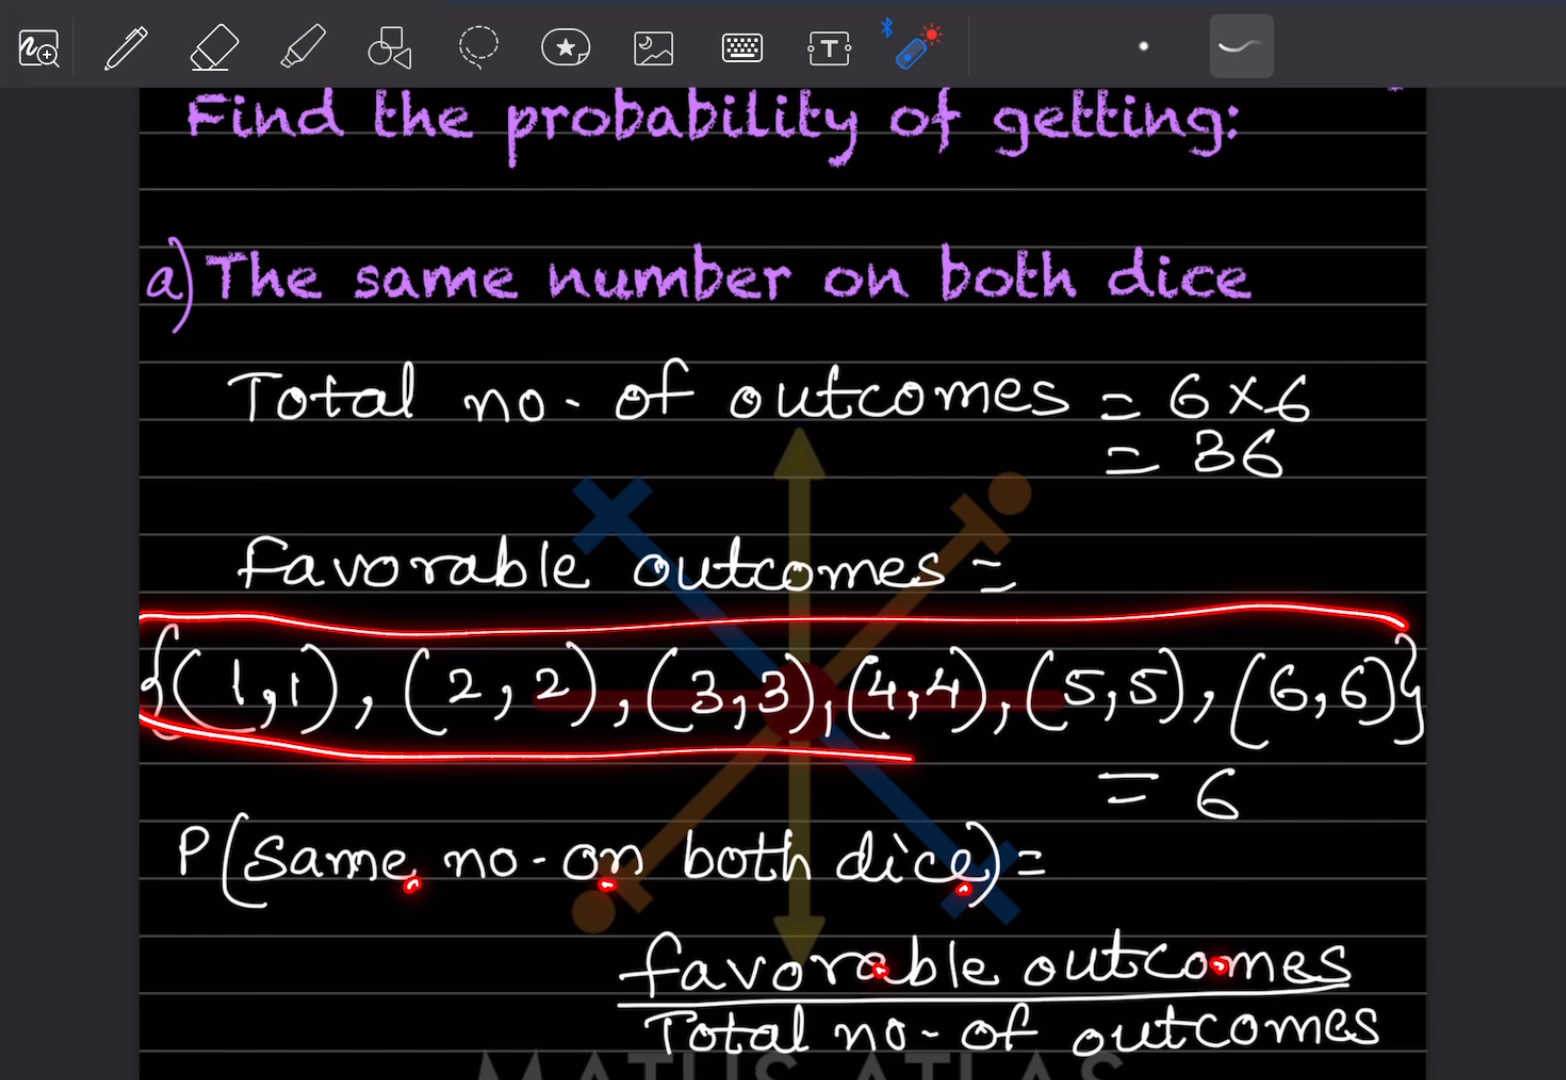 Find the probability of getting:
a) The same number on both dice
Total no. of outcomes = 6 × 6
= 36
favorable outcomes =
{(1,1), (2,2), (3,3), (4,4), (5,5), (6,6)}
= 6
P(same no. on both dice) =
favorable outcomes
Total no. of outcomes
MATHS ATLAS